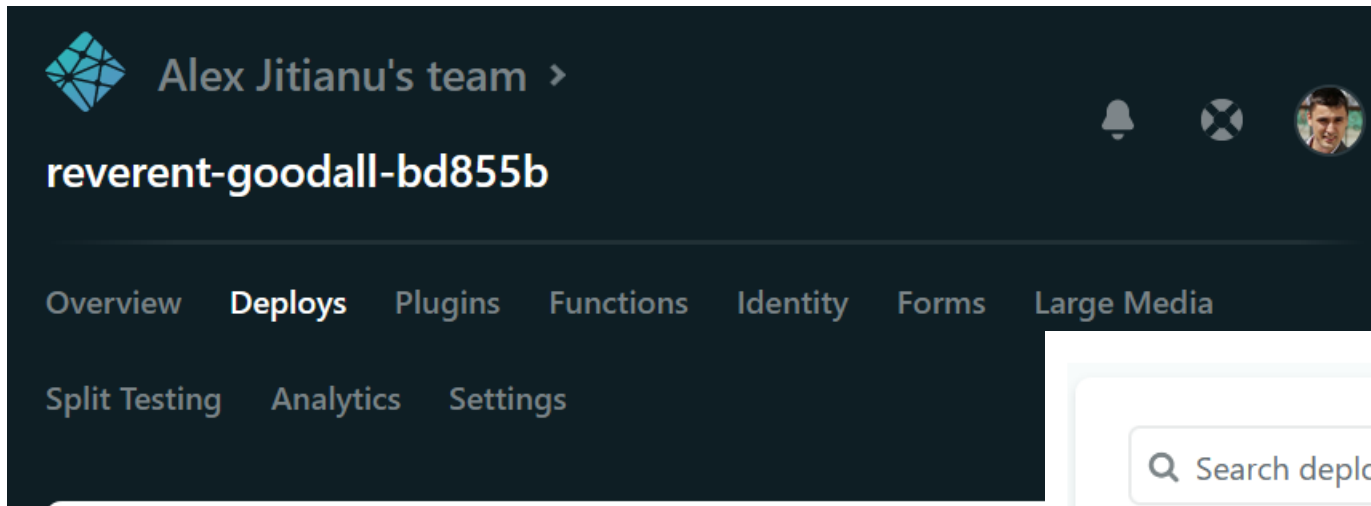 Alex Jitianu's team >
reverent-goodall-bd855b
Overview Deploys Plugins Functions Identity Forms Large Media
Split Testing Analytics Settings
Search